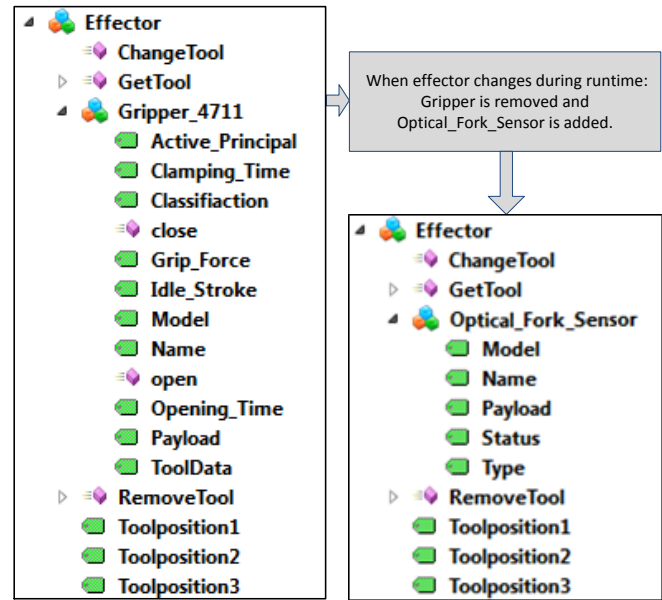 Effector
ChangeTool
GetTool
Gripper_4711
Active_Principal
Clamping_Time
Classifiaction
close
Grip_Force
Idle_Stroke
Model
Name
open
Opening_Time
Payload
ToolData
RemoveTool
Toolposition1
Toolposition2
Toolposition3
When effector changes during runtime:
Gripper is removed and
Optical_Fork_Sensor is added.
Effector
ChangeTool
GetTool
Optical_Fork_Sensor
Model
Name
Payload
Status
Type
RemoveTool
Toolposition1
Toolposition2
Toolposition3